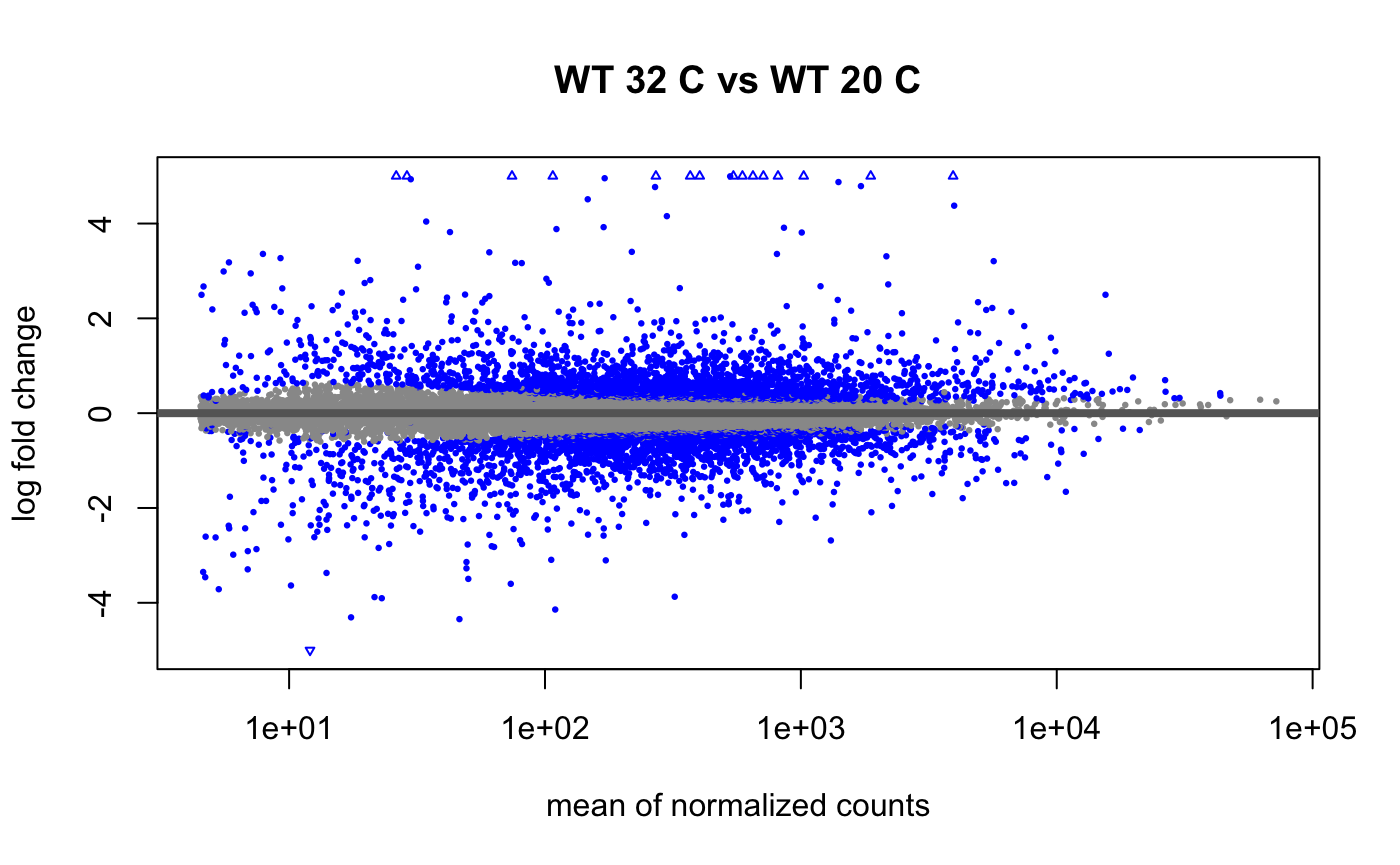 WT 32 C vs WT 20 C
log fold change
4
2
0
-2
-4
1e+01 1e+02 1e+03 1e+04 1e+05
mean of normalized counts